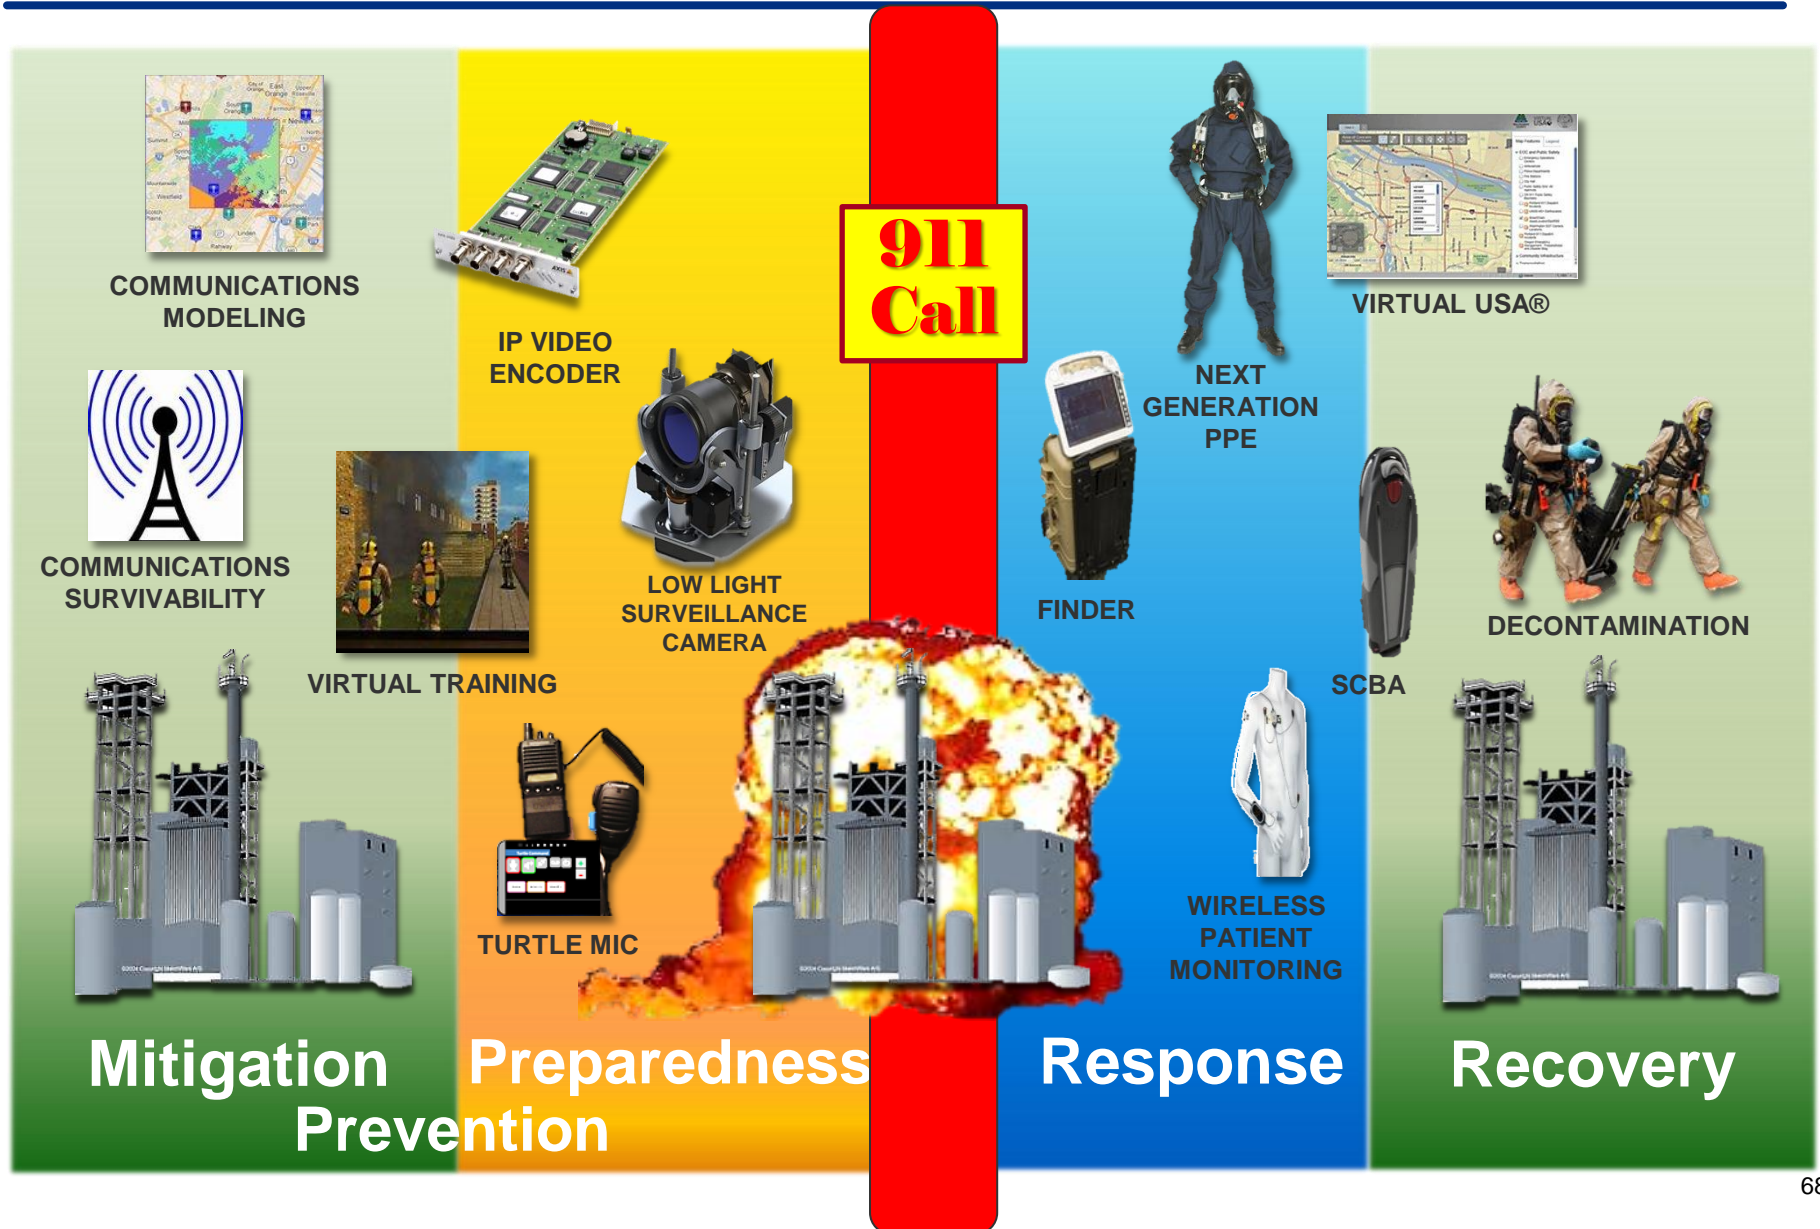 COMMUNICATIONS
MODELING
COMMUNICATIONS
SURVIVABILITY
VIRTUAL TRAINING
IP VIDEO
ENCODER
AXIS
LOW LIGHT
SURVEILLANCE
CAMERA
TURTLE MIC
911
Call
NEXT
GENERATION
PPE
FINDER
WIRELESS
PATIENT
MONITORING
VIRTUAL USA®
SCBA
DECONTAMINATION
Mitigation
Prevention
Preparedness
Response
Recovery
68